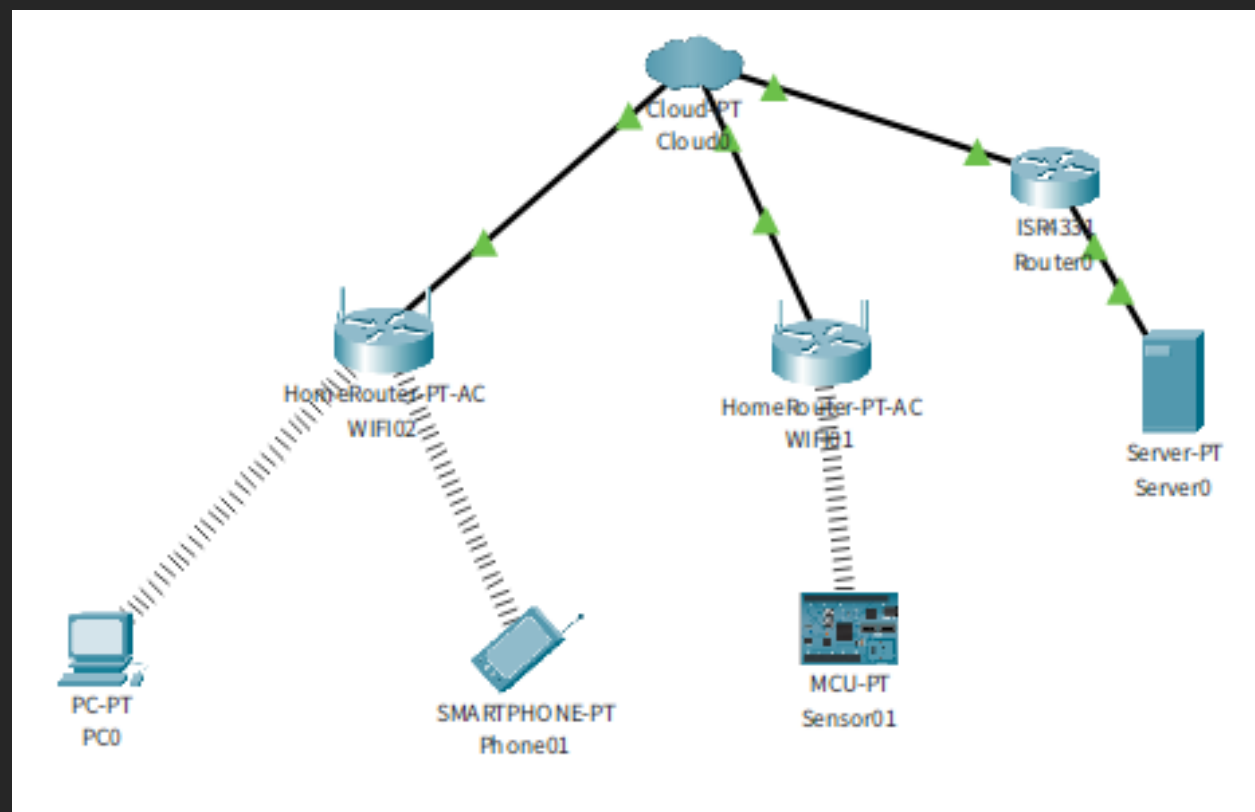 Cloud-PT
Cloud0
ISR4331
Router0
HomeRouter-PT-AC
WIFI02
HomeRouter-PT-AC
WIFI01
Server-PT
Server0
PC-PT
PC0
SMARTPHONE-PT
Phone01
MCU-PT
Sensor01